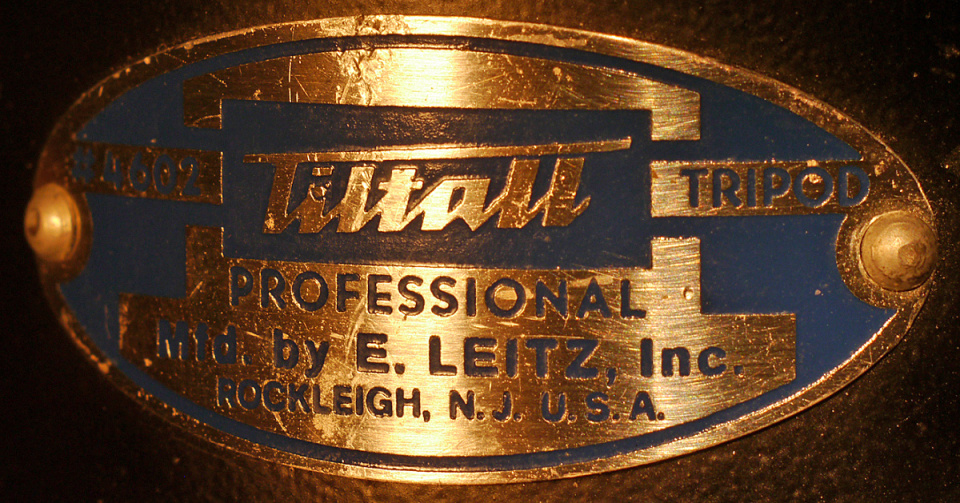 #4602 Tiltall TRIPOD
PROFESSIONAL
Mfd. by E. LEITZ, Inc.
ROCKLEIGH, N.J. U.S.A.